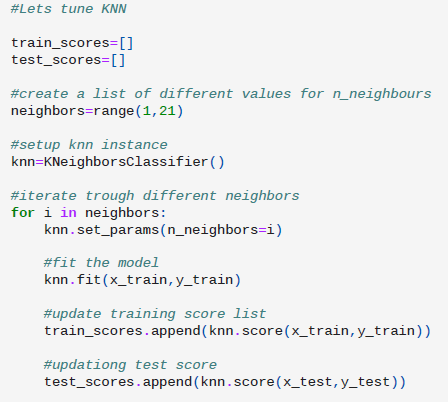 #Lets tune KNN
train_scores=[]
test_scores=[]
#create a list of different values for n_neighbours
neighbors=range(1,21)
#setup knn instance
knn=KNeighborsClassifier()
#iterate trough different neighbors
for i in neighbors:
    knn.set_params(n_neighbors=i)
    #fit the model
    knn.fit(x_train,y_train)
    #update training score list
    train_scores.append(knn.score(x_train,y_train))
    #updationg test score
    test_scores.append(knn.score(x_test,y_test))